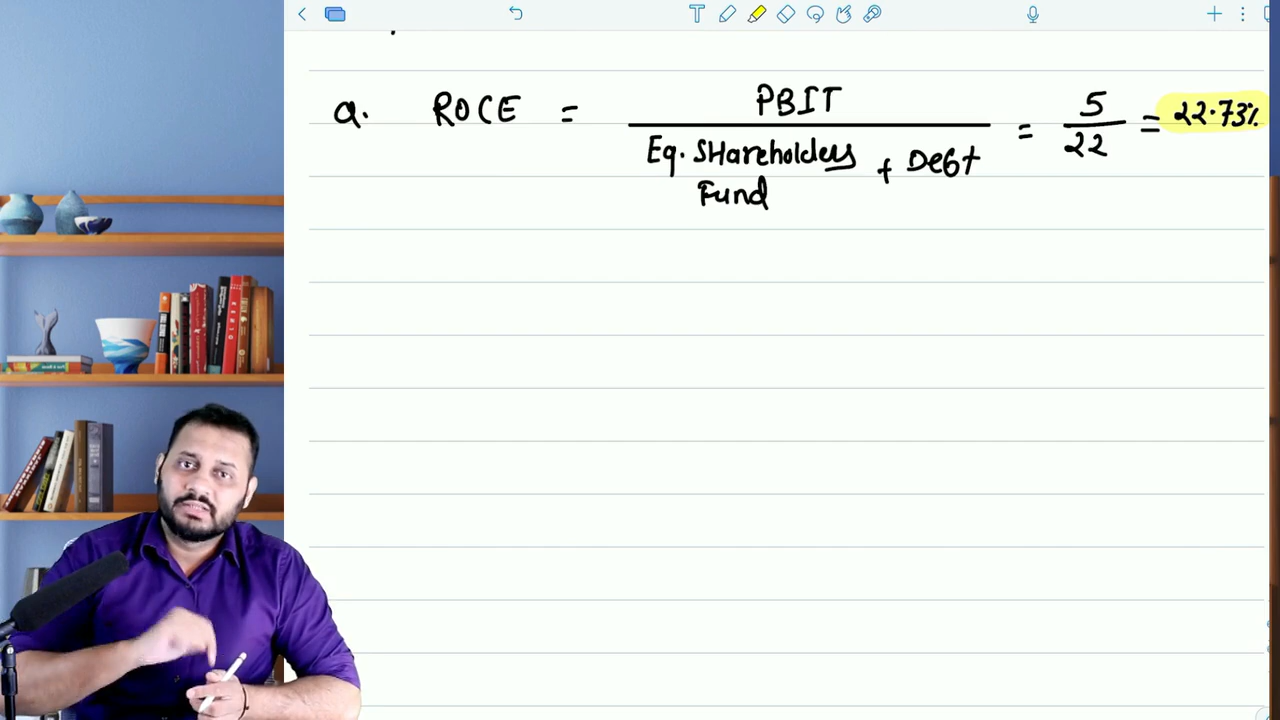 a. ROCE = PBIT / Eq. SHareholders Fund + Debt = 5 / 22 = 22.73%